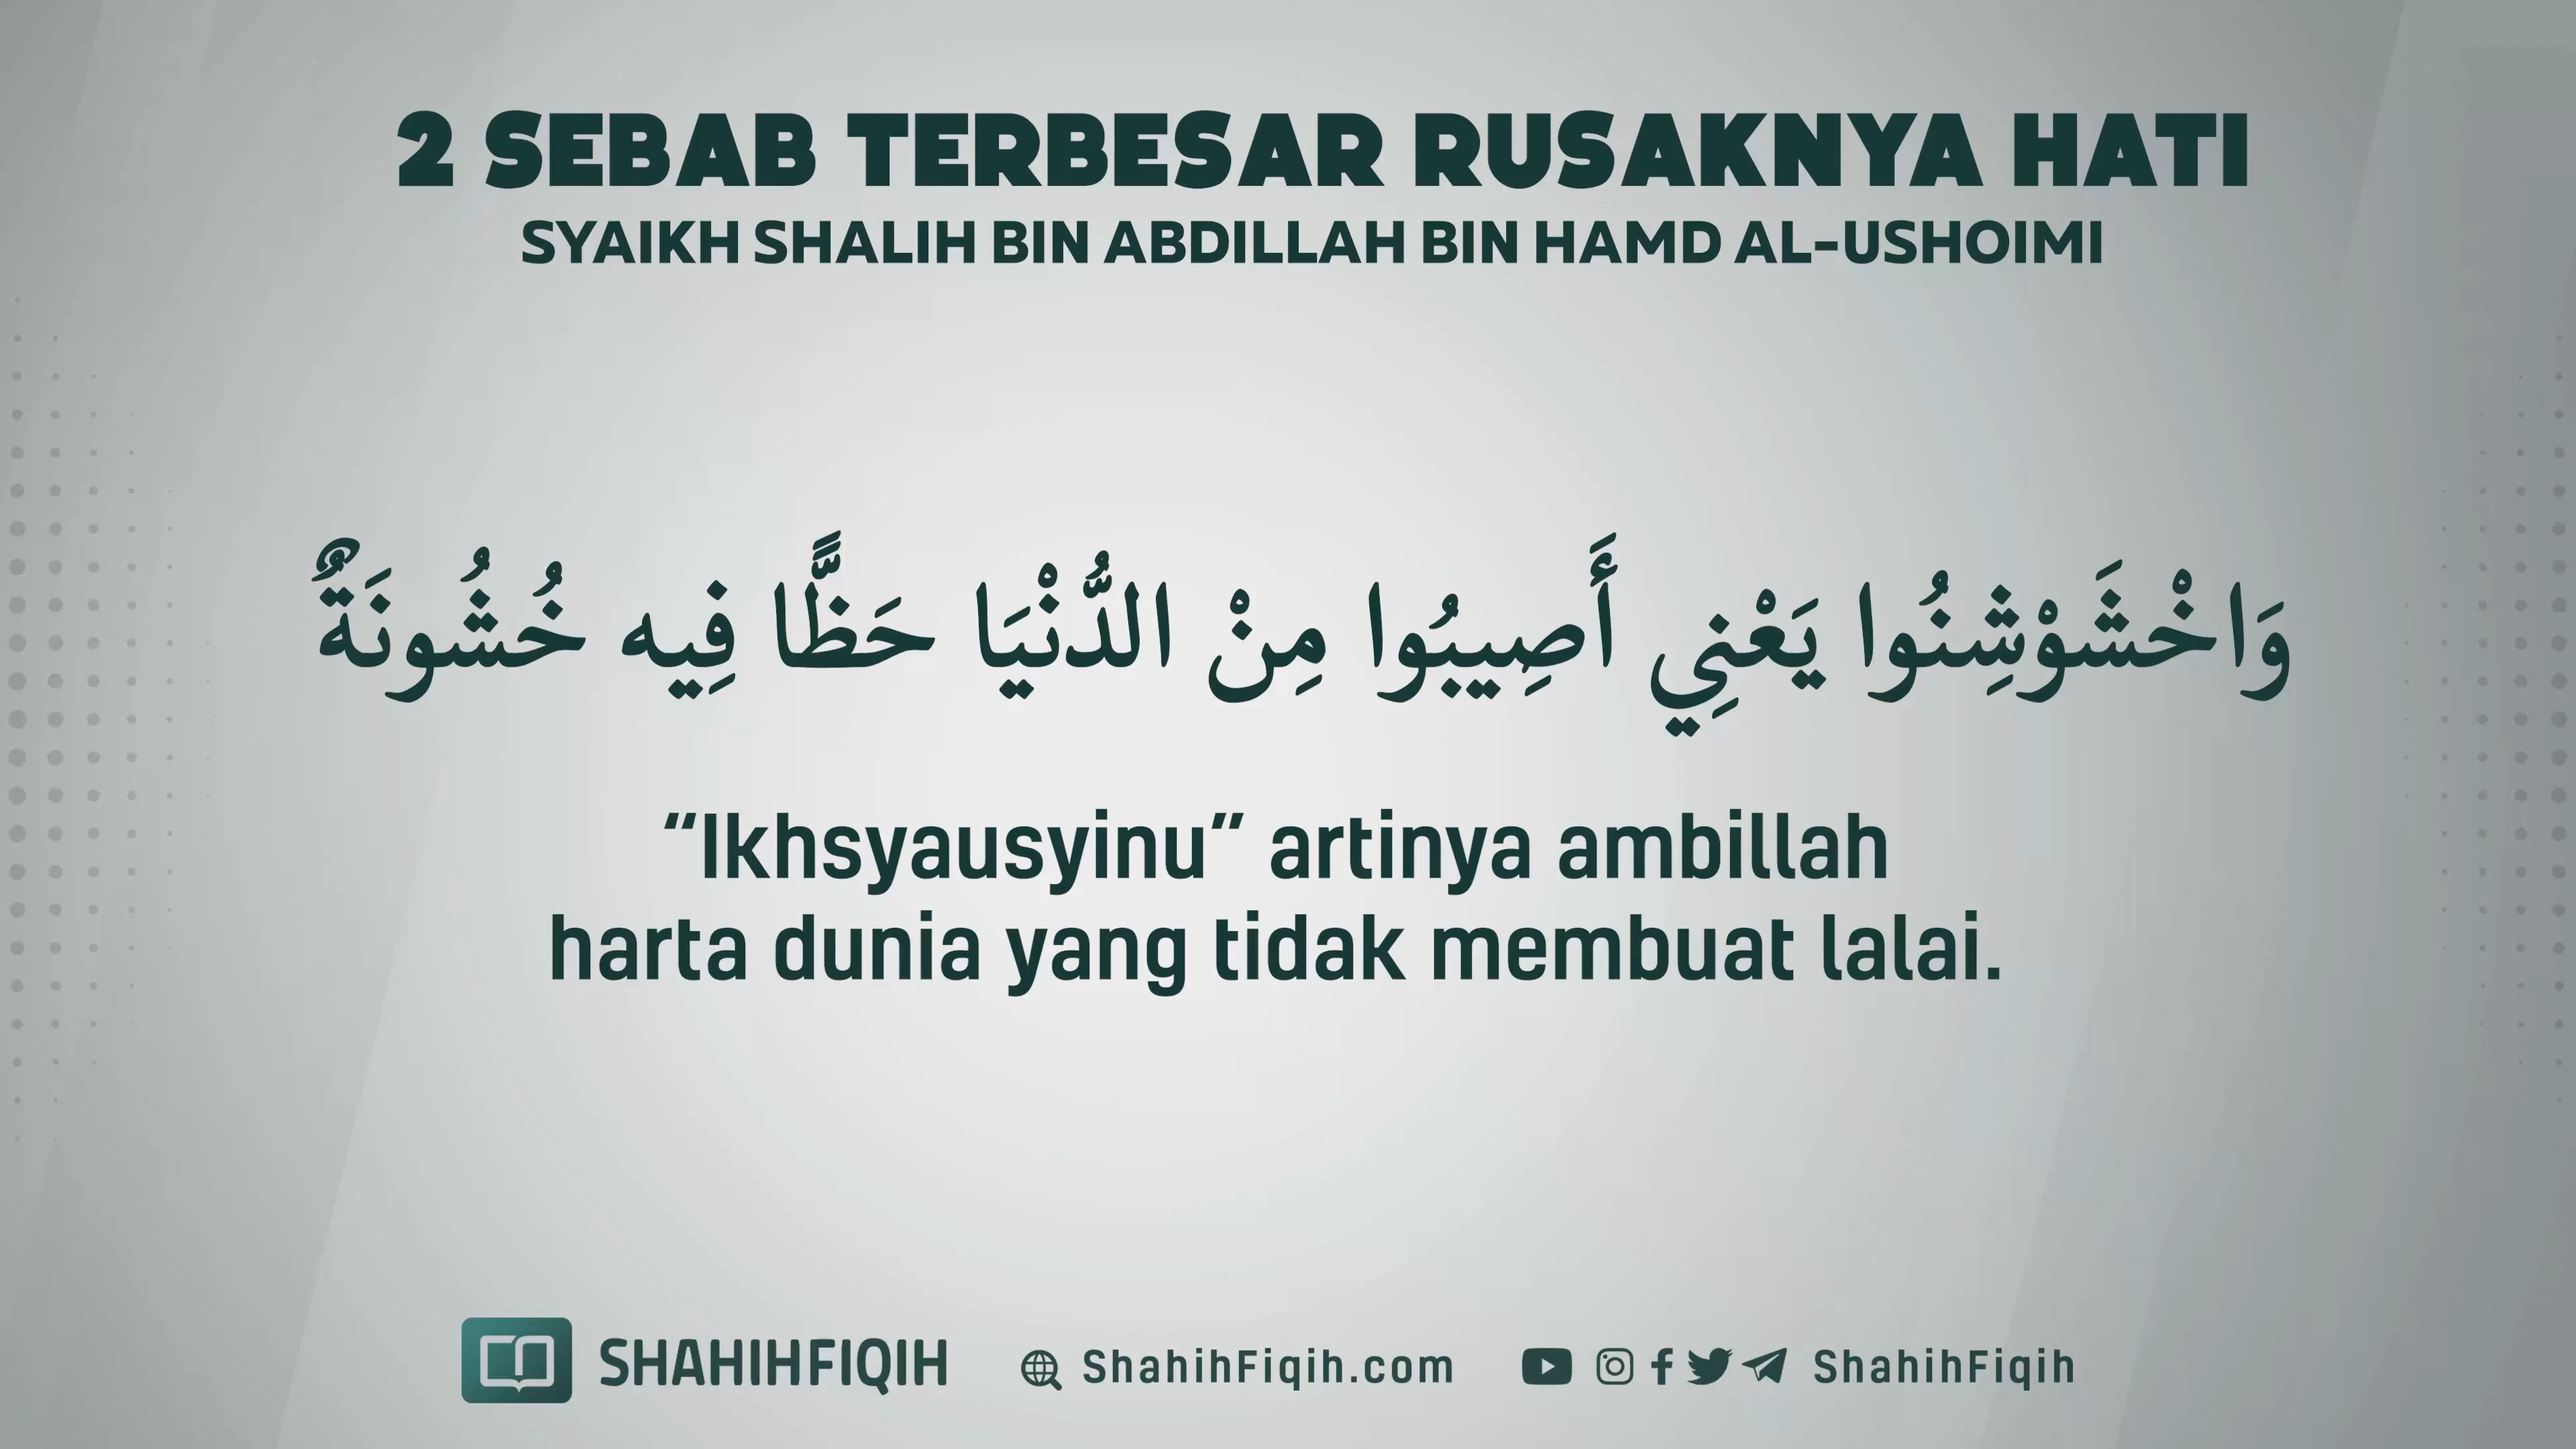 2 SEBAB TERBESAR RUSAKNYA HATI
SYAIKH SHALIH BIN ABDILLAH BIN HAMD AL-USHOIMI
وَاخْشَوْشِنُوا يَعْنِي أَصِيبُوا مِنْ الدُّنْيَا حَظًّا فِيه خُشُونَةٌ
“Ikhsyausyinu” artinya ambillah
harta dunia yang tidak membuat lalai.
SHAHIHFIQIH ShahihFiqih.com ShahihFiqih